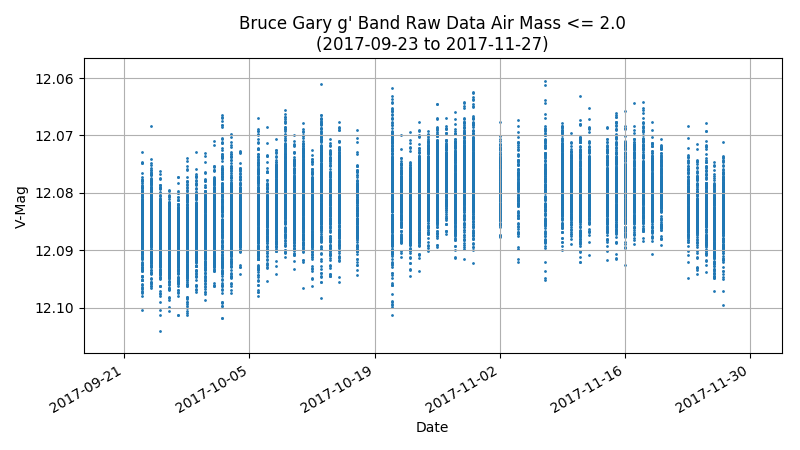 Bruce Gary g' Band Raw Data Air Mass <= 2.0
(2017-09-23 to 2017-11-27)
12.06
12.07
12.08
12.09
12.10
V-Mag
2017-09-21
2017-10-05
2017-10-19
2017-11-02
2017-11-16
2017-11-30
Date